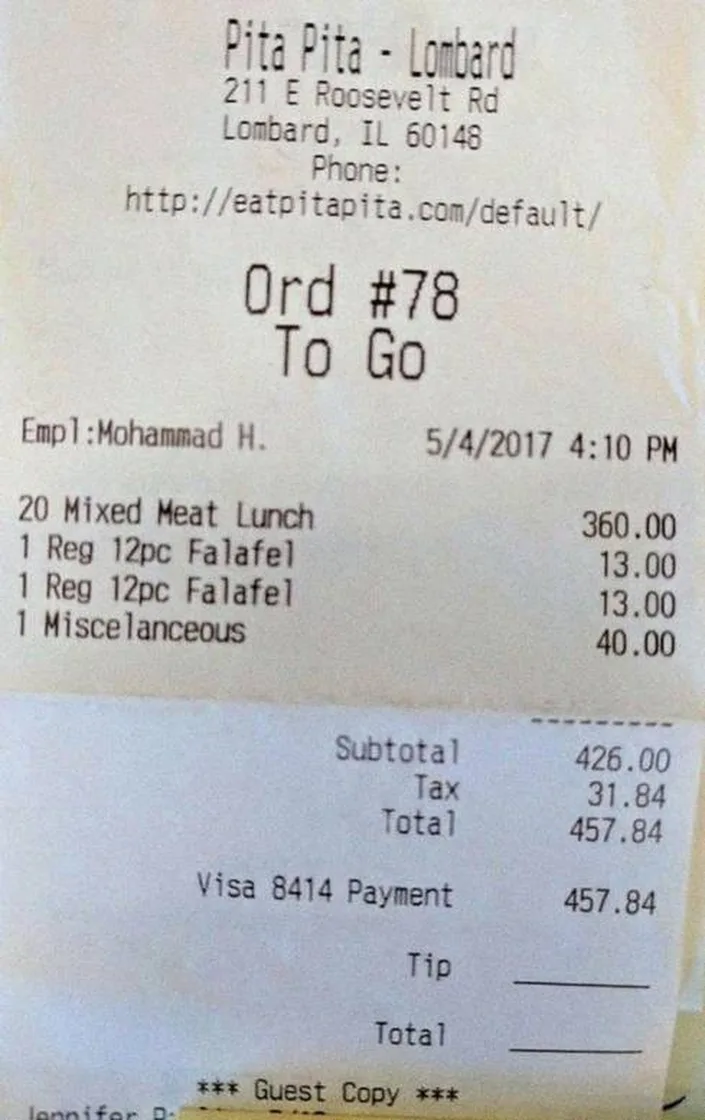 Pita Pita - Lombard
211 E Roosevelt Rd
Lombard, IL 60148
Phone:
http://eatpitapita.com/default/
Ord #78
To Go
Empl:Mohammad H. 5/4/2017 4:10 PM
20 Mixed Meat Lunch 360.00
1 Reg 12pc Falafel 13.00
1 Reg 12pc Falafel 13.00
1 Miscelanceous 40.00
Subtotal 426.00
Tax 31.84
Total 457.84
Visa 8414 Payment 457.84
Tip
Total
*** Guest Copy ***
Jennifer